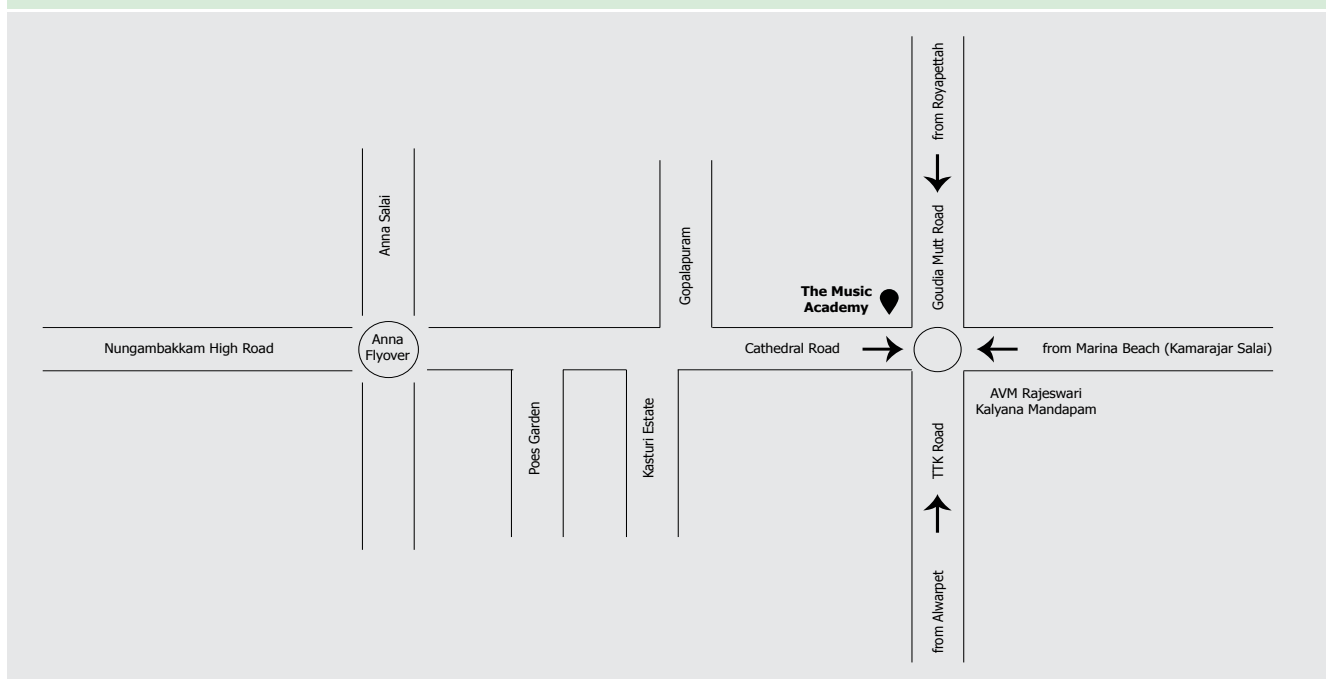 from Royapettah
Anna Salai
Gopalapuram
Goudia Mutt Road
The Music
Academy
Nungambakkam High Road
Anna
Flyover
Cathedral Road
from Marina Beach (Kamarajar Salai)
AVM Rajeswari
Kalyana Mandapam
Poes Garden
Kasturi Estate
TTK Road
from Alwarpet